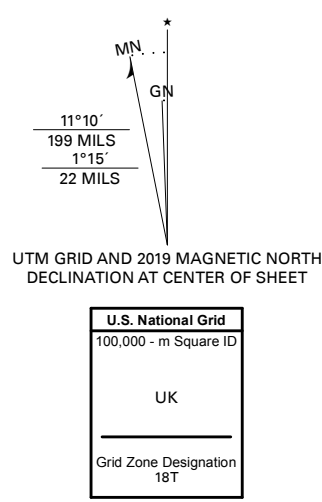 ★
MN
GN
11°10´
199 MILS
1°15´
22 MILS
UTM GRID AND 2019 MAGNETIC NORTH
DECLINATION AT CENTER OF SHEET
U.S. National Grid
100,000 - m Square ID
UK
Grid Zone Designation
18T